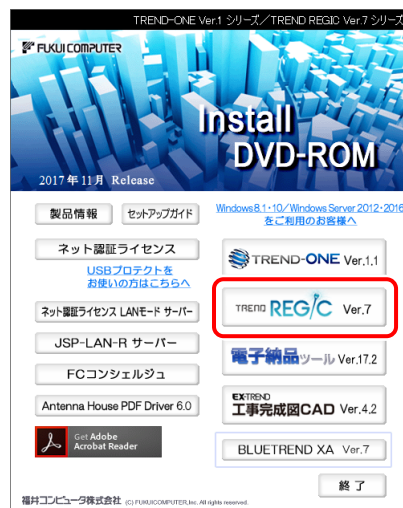 TREND-ONE Ver.1 シリーズ／TREND REGIC Ver.7 シリーズ
FUKUI COMPUTER
Install
DVD-ROM
2017年11月 Release
製品情報
セットアップガイド
Windows8.1・10／Windows Server 2012・2016
をご利用のお客様へ
ネット認証ライセンス
USBプロテクトを
お使いの方はこちらへ
ネット認証ライセンス LANモード サーバー
JSP-LAN-R サーバー
FCコンシェルジュ
Antenna House PDF Driver 6.0
Get Adobe
Acrobat Reader
TREND-ONE Ver.1.1
TREND REGIC Ver.7
電子納品ツール Ver.17.2
EX-TREND
工事完成図CAD Ver.4.2
BLUETREND XA Ver.7
終了
福井コンピュータ株式会社 (C) FUKUICOMPUTER,Inc. All rights reserved.